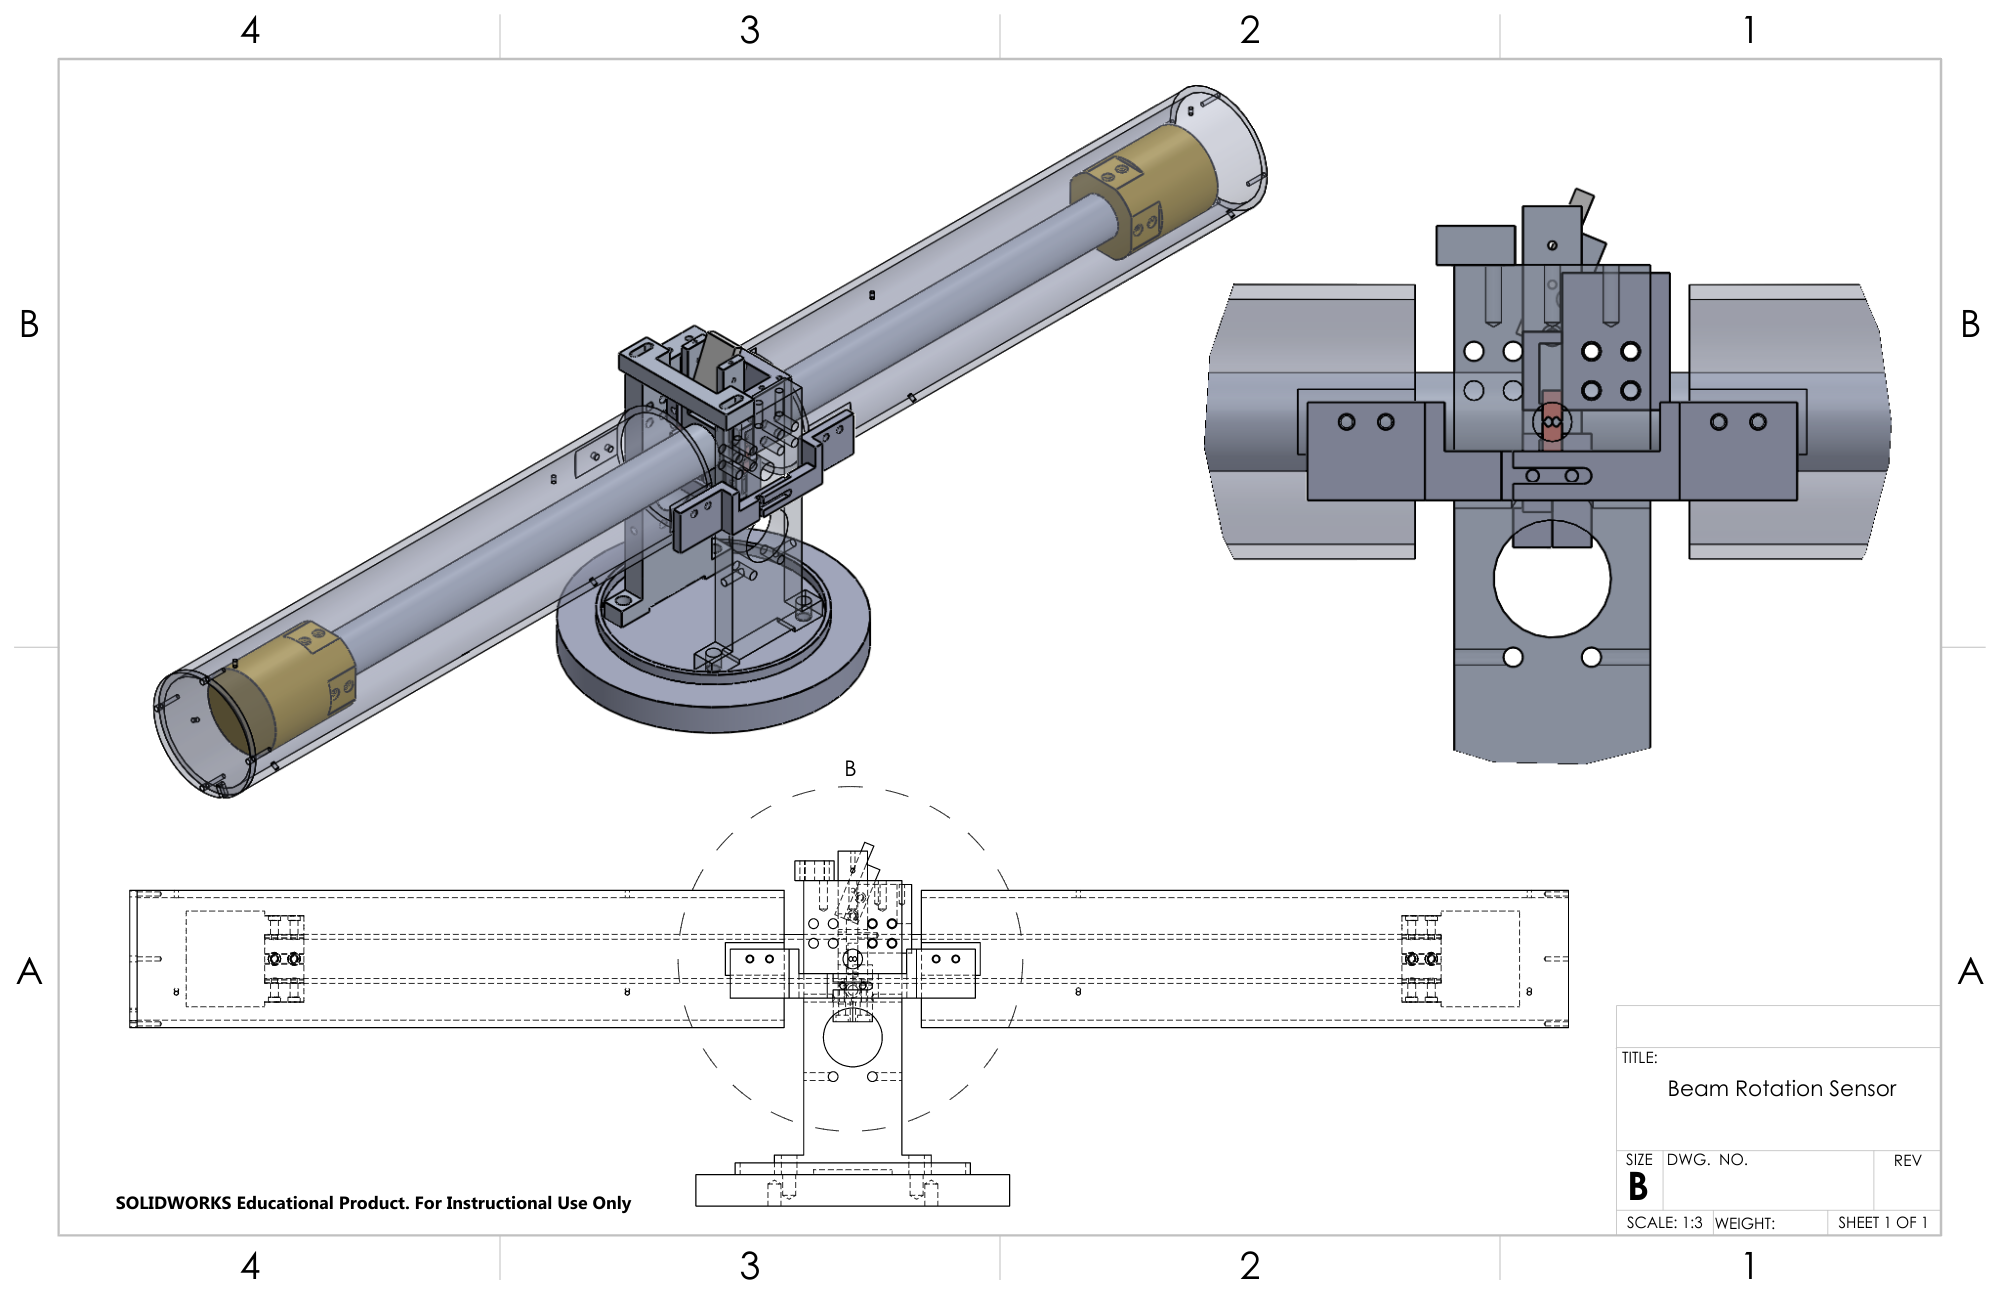 4 3 2 1
B B
B
A A
TITLE:
Beam Rotation Sensor
SIZE DWG. NO. REV
B
SCALE: 1:3 WEIGHT: SHEET 1 OF 1
SOLIDWORKS Educational Product. For Instructional Use Only
4 3 2 1